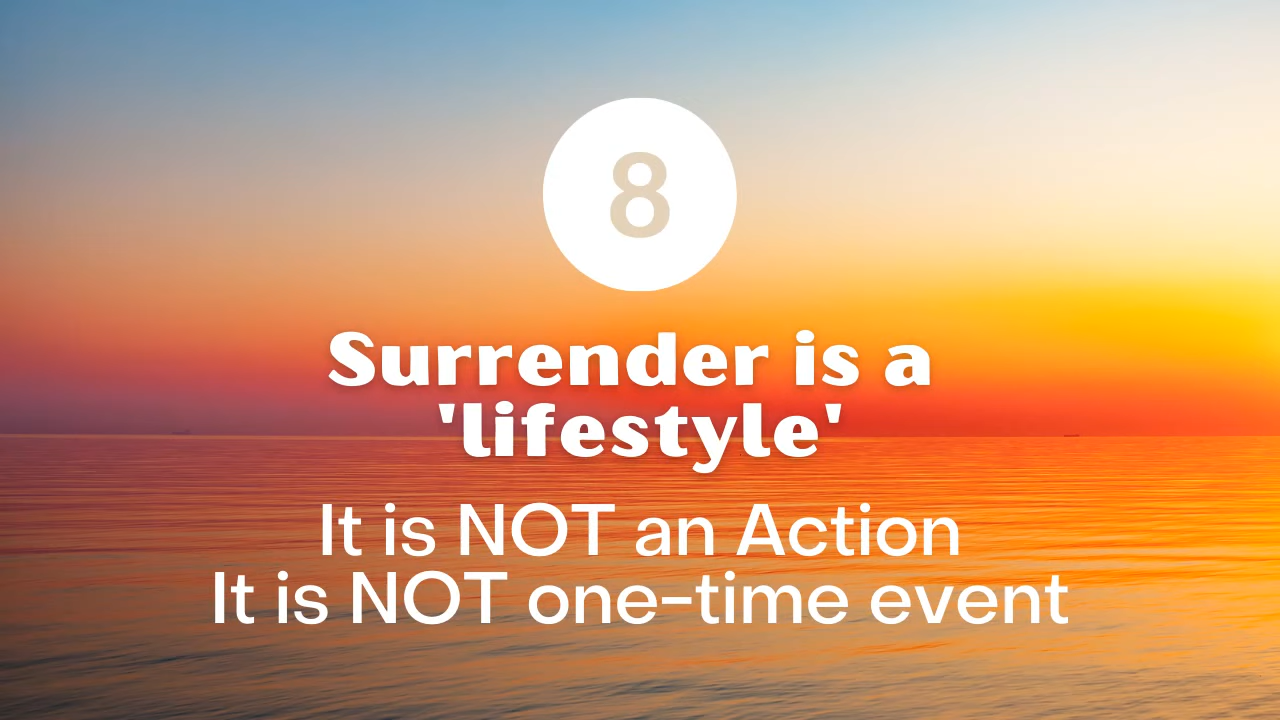 8
Surrender is a
'lifestyle'
It is NOT an Action
It is NOT one-time event